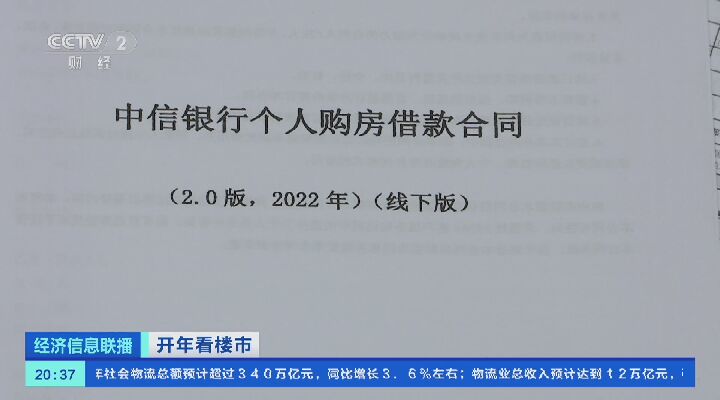 CCTV 2
财经
中信银行个人购房借款合同
(2.0版，2022年)(线下版)
经济信息联播 开年看楼市
20:37 年社会物流总额预计超过340万亿元，同比增长3.6%左右；物流业总收入预计达到12万亿元，